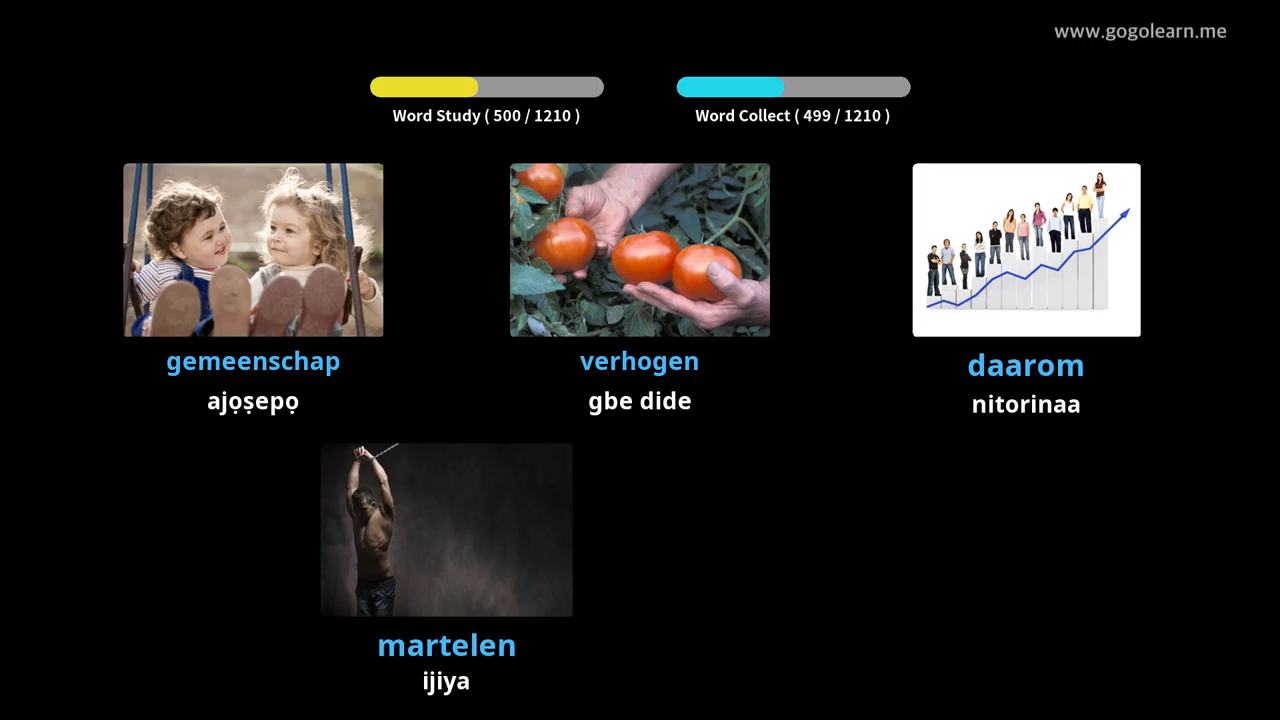 www.gogolearn.me
Word Study ( 500 / 1210 )
Word Collect ( 499 / 1210 )
gemeenschap
ajọṣepọ
verhogen
gbe dide
daarom
nitorinaa
martelen
ijiya